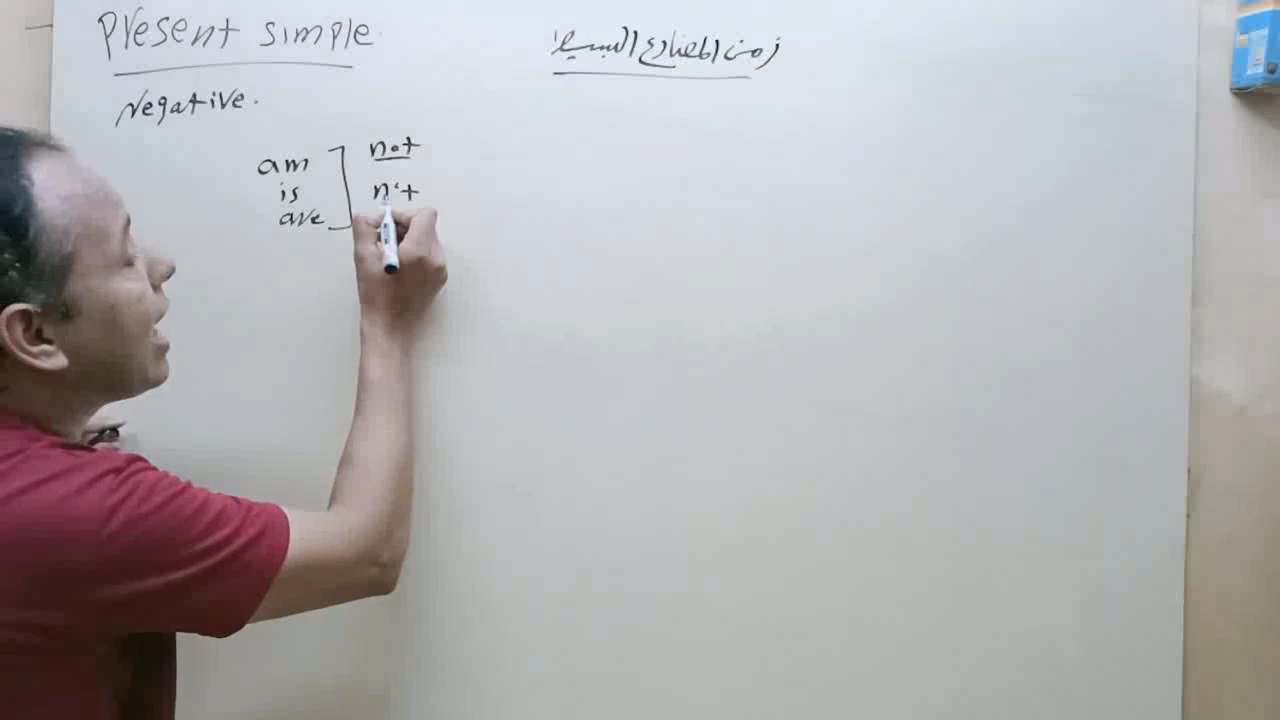 Present simple
زمن المضارع البسيط
Negative.
am not
is n't
are